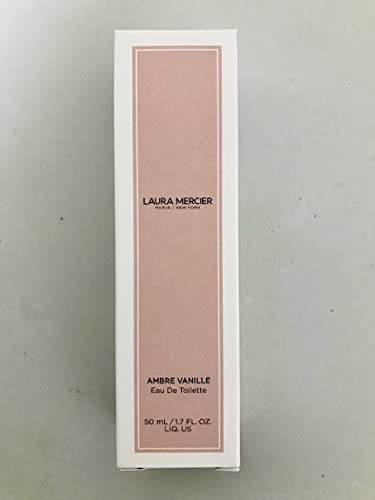 LAURA MERCIER
PARIS / NEW YORK
AMBRE VANILLE
Eau De Toilette
50 mL / 1.7 FL. OZ.
LIQ. US